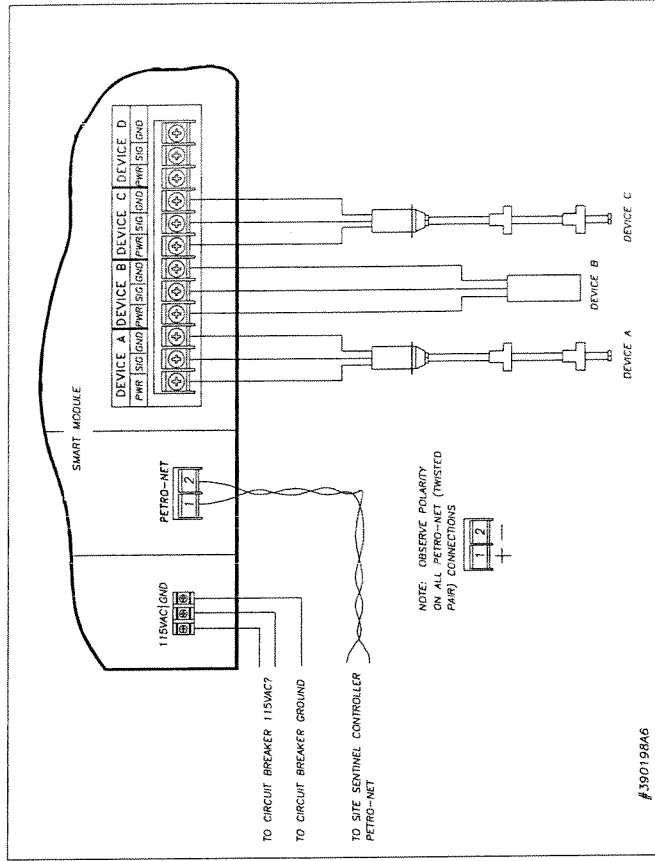 SMART MODULE
DEVICE A DEVICE B DEVICE C DEVICE D
PWR SIG GND PWR SIG GND PWR SIG GND PWR SIG GND
PETRO-NET
1 2
115VAC GND
TO CIRCUIT BREAKER 115VAC?
TO CIRCUIT BREAKER GROUND
TO SITE SENTINEL CONTROLLER
PETRO-NET
NOTE: OBSERVE POLARITY
ON ALL PETRO-NET (TWISTED
PAIR) CONNECTIONS
1 2
+ −
DEVICE A
DEVICE B
DEVICE C
#390198A6